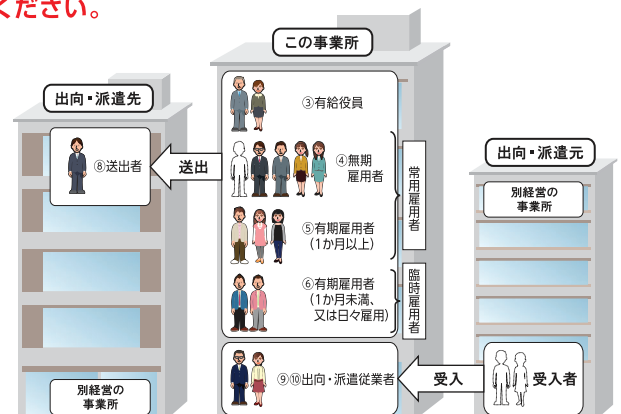 ください。
この事業所
出向・派遣先
③有給役員
⑧送出者
送出
④無期
雇用者
常用雇用者
⑤有期雇用者
(1か月以上)
⑥有期雇用者
(1か月未満、
又は日々雇用)
臨時雇用者
出向・派遣元
別経営の
事業所
別経営の
事業所
⑨⑩出向・派遣従業者
受入
受入者